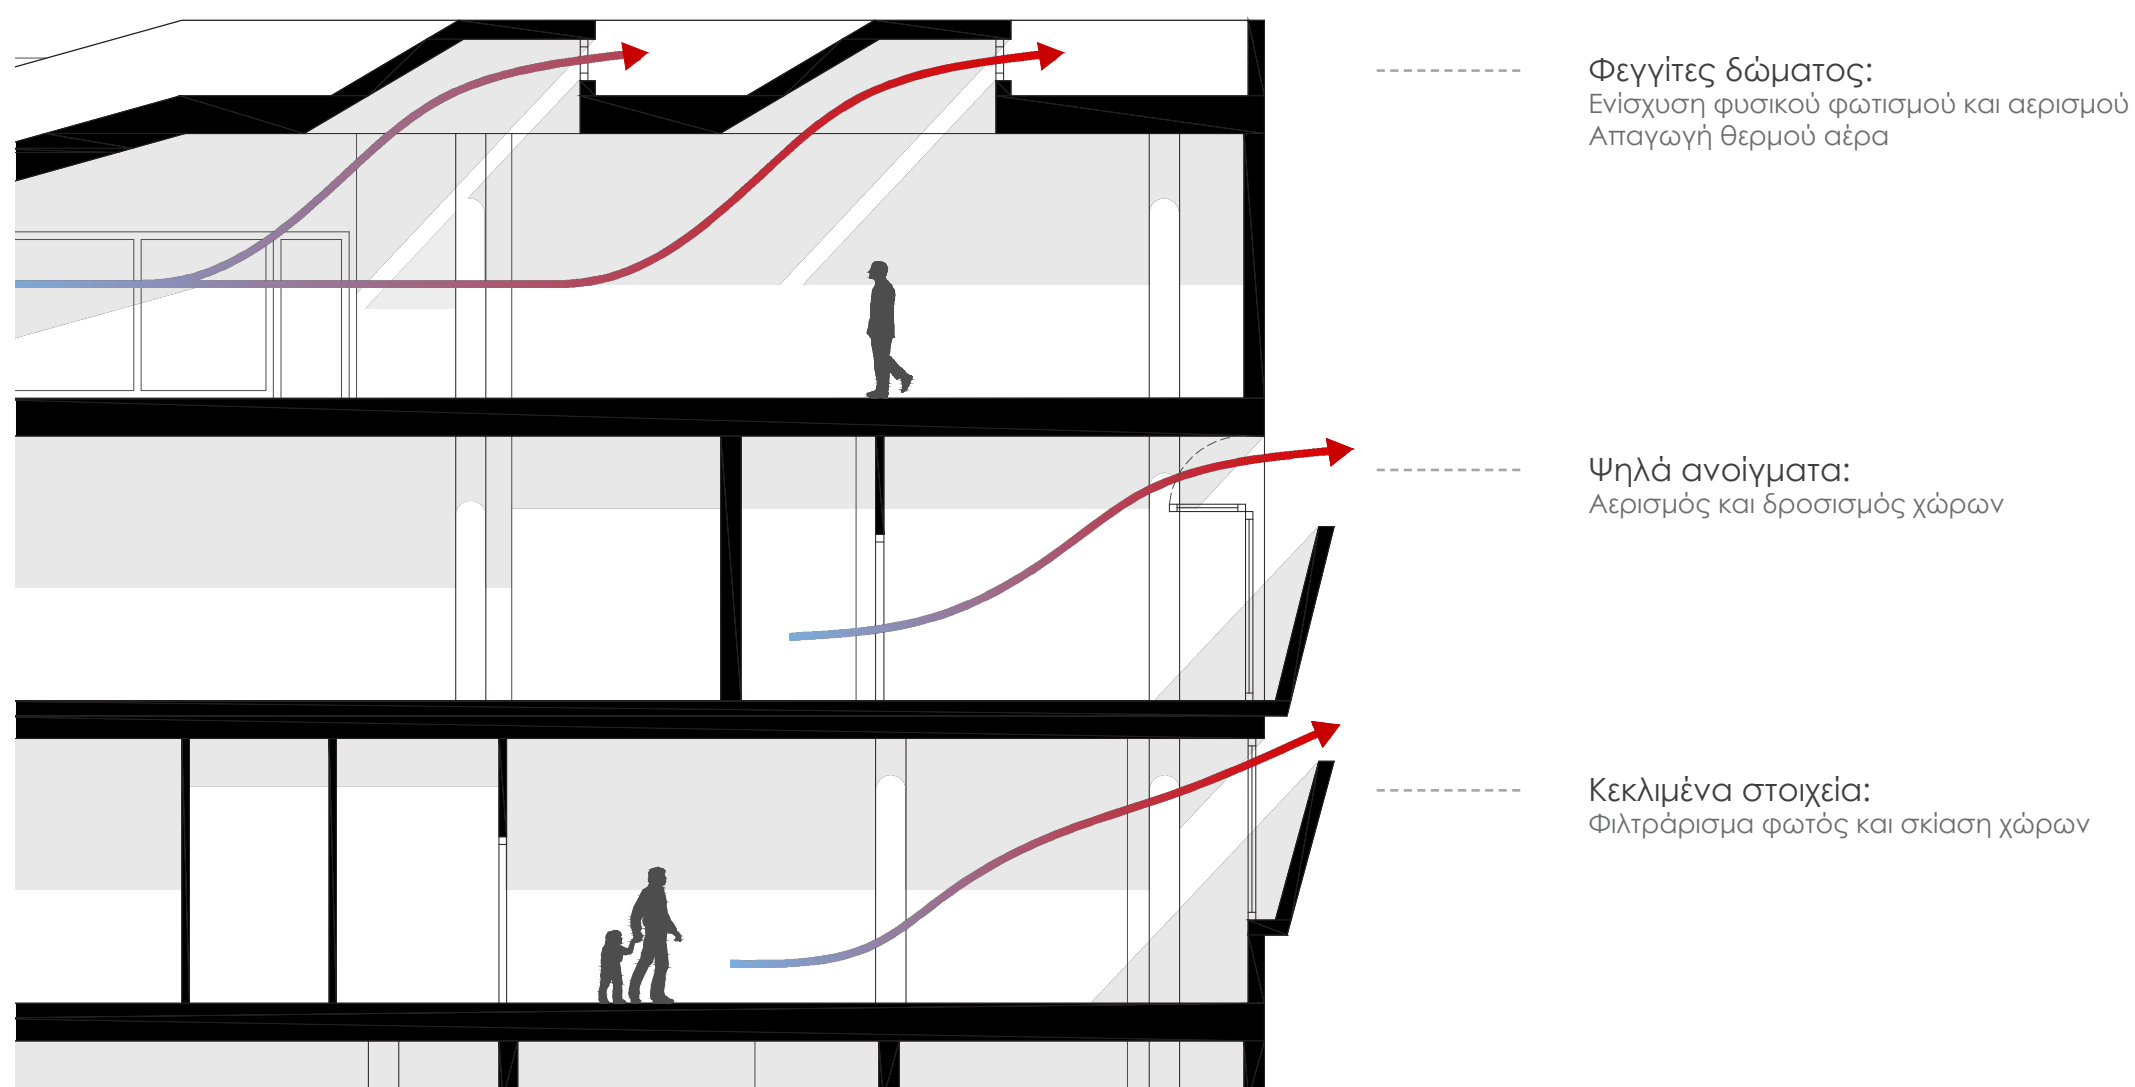 Φεγγίτες δώματος:
Ενίσχυση φυσικού φωτισμού και αερισμού
Απαγωγή θερμού αέρα
Ψηλά ανοίγματα:
Αερισμός και δροσισμός χώρων
Κεκλιμένα στοιχεία:
Φιλτράρισμα φωτός και σκίαση χώρων